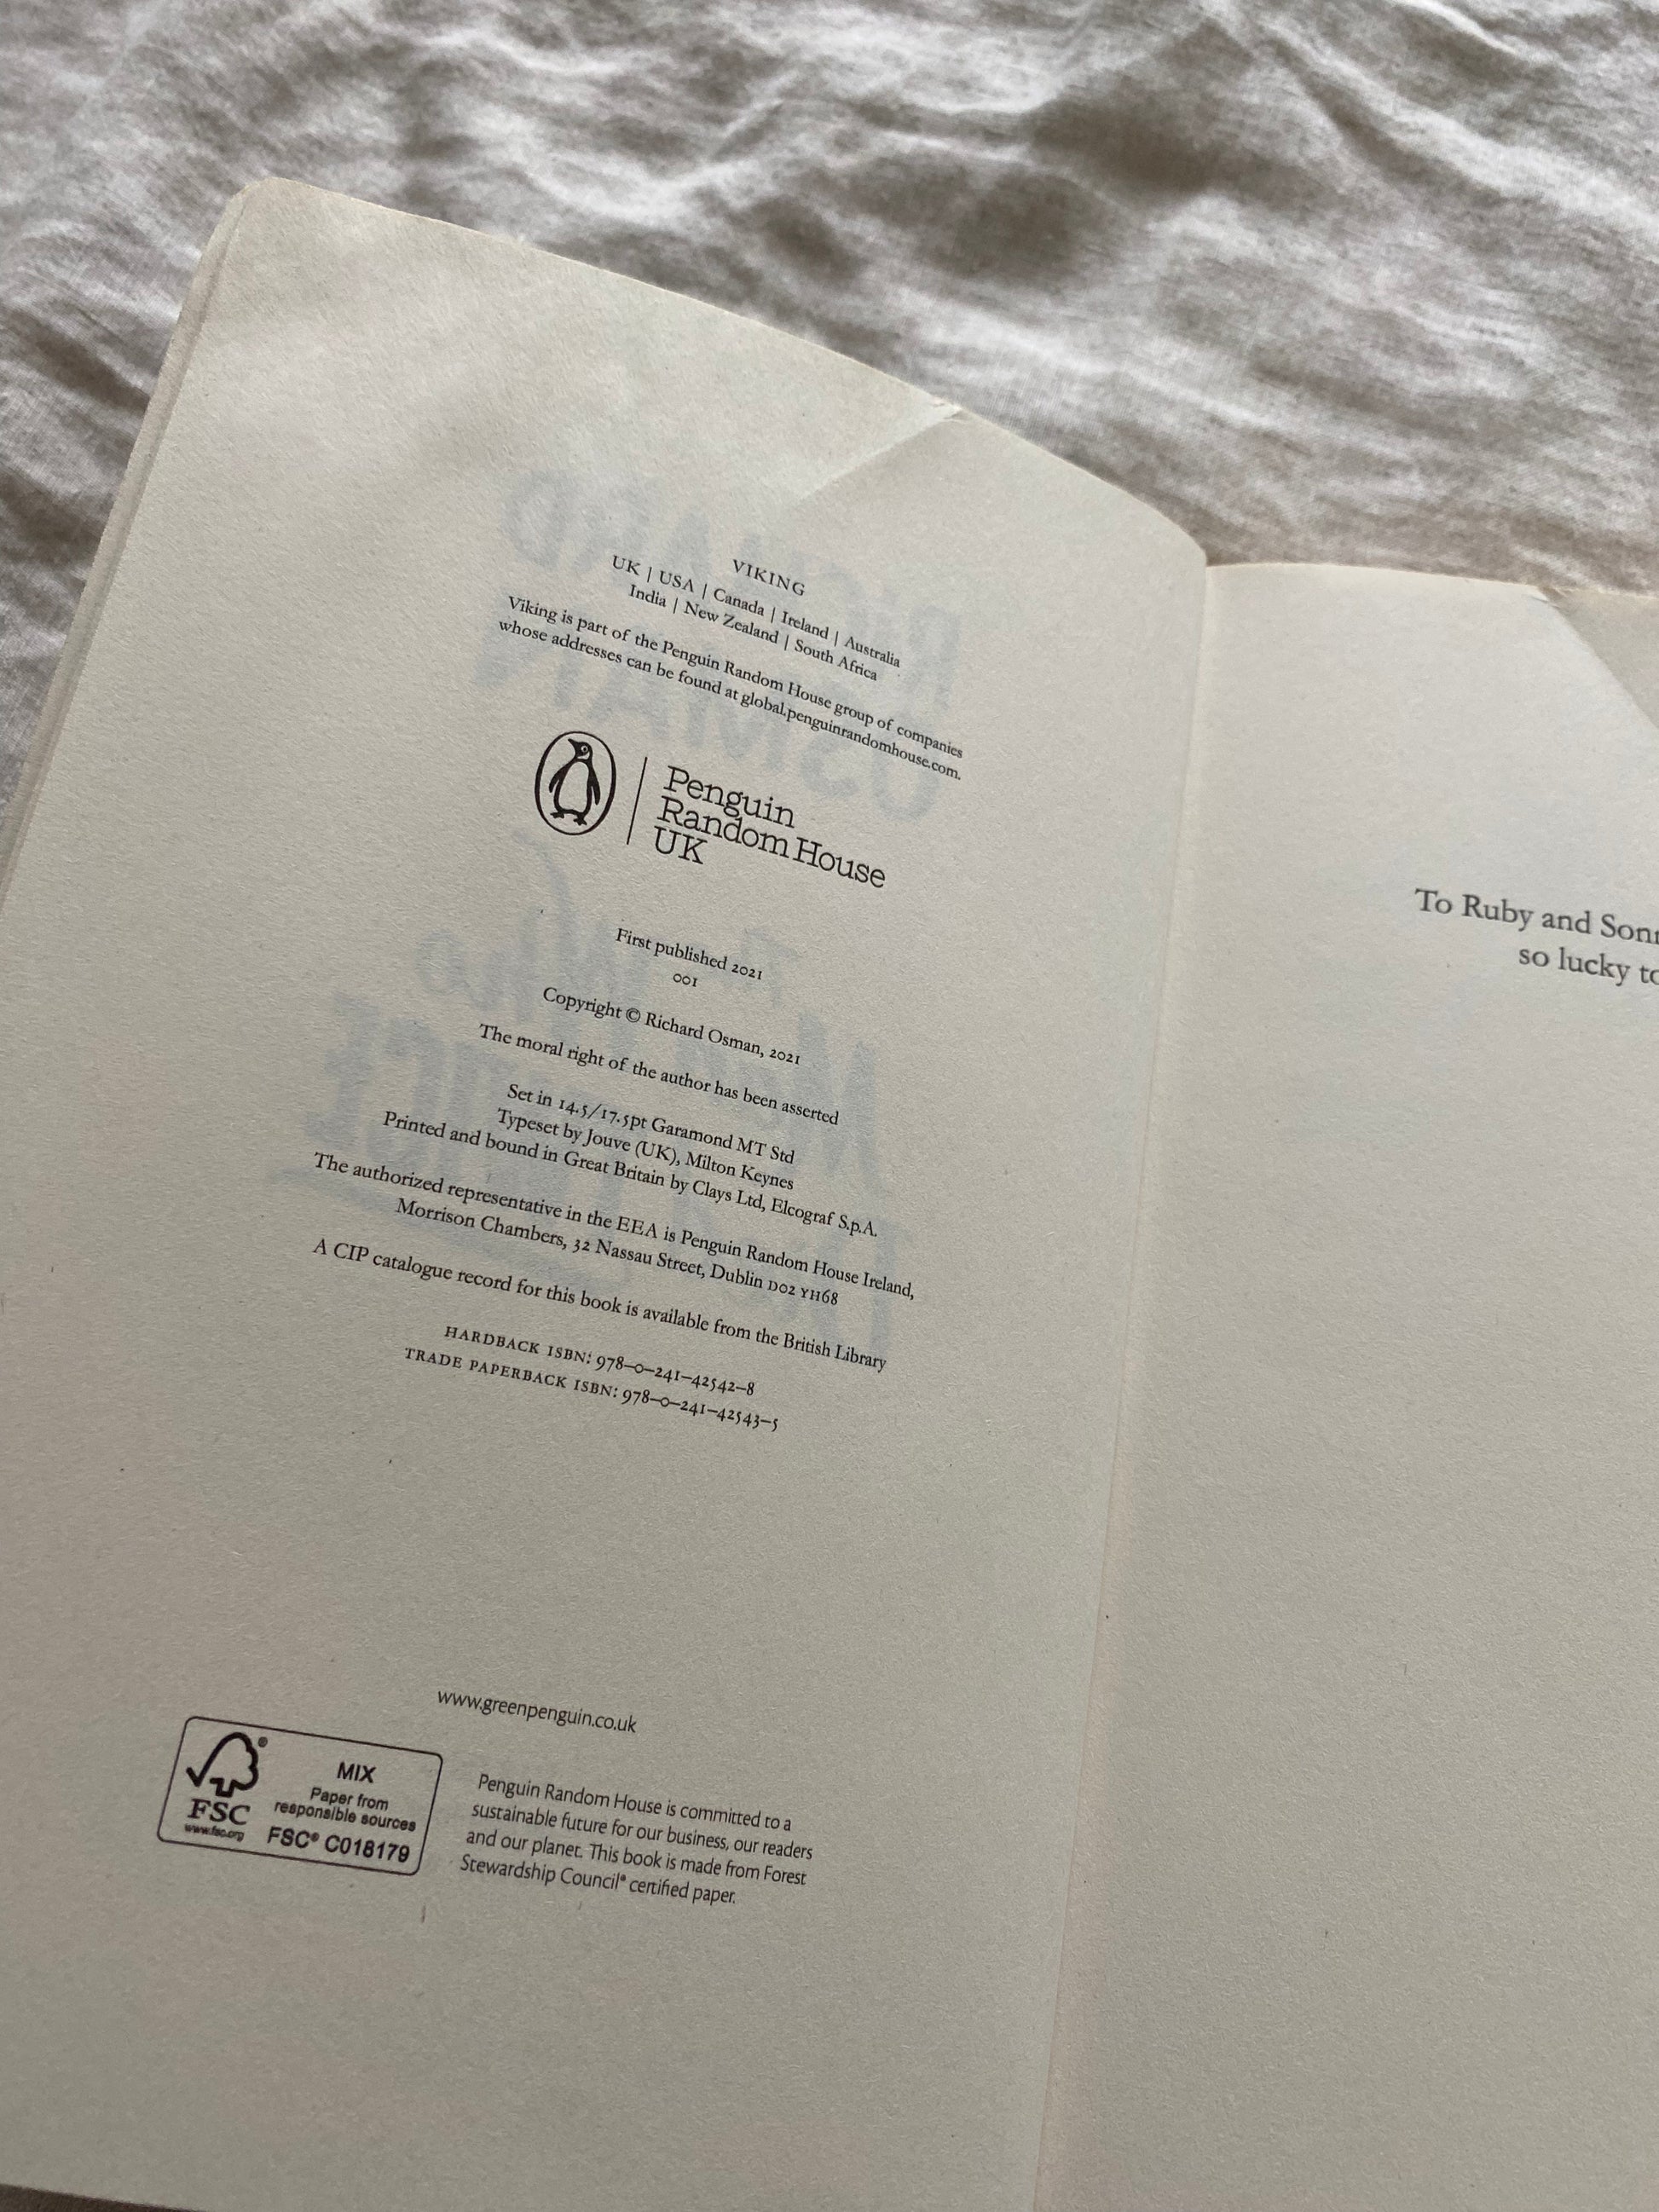 VIKING
UK | USA | Canada | Ireland | Australia
India | New Zealand | South Africa
Viking is part of the Penguin Random House group of companies
whose addresses can be found at global.penguinrandomhouse.com.
Penguin
Random House
UK
First published 2021
001
Copyright © Richard Osman, 2021
The moral right of the author has been asserted
Set in 14.5/17.5pt Garamond MT Std
Typeset by Jouve (UK), Milton Keynes
Printed and bound in Great Britain by Clays Ltd, Elcograf S.p.A.
The authorized representative in the EEA is Penguin Random House Ireland,
Morrison Chambers, 32 Nassau Street, Dublin D02 YH68
A CIP catalogue record for this book is available from the British Library
HARDBACK ISBN: 978–0–241–42542–8
TRADE PAPERBACK ISBN: 978–0–241–42543–5
www.greenpenguin.co.uk
MIX
Paper from
responsible sources
FSC® C018179
FSC
www.fsc.org
Penguin Random House is committed to a
sustainable future for our business, our readers
and our planet. This book is made from Forest
Stewardship Council® certified paper.
To Ruby and
so lucky